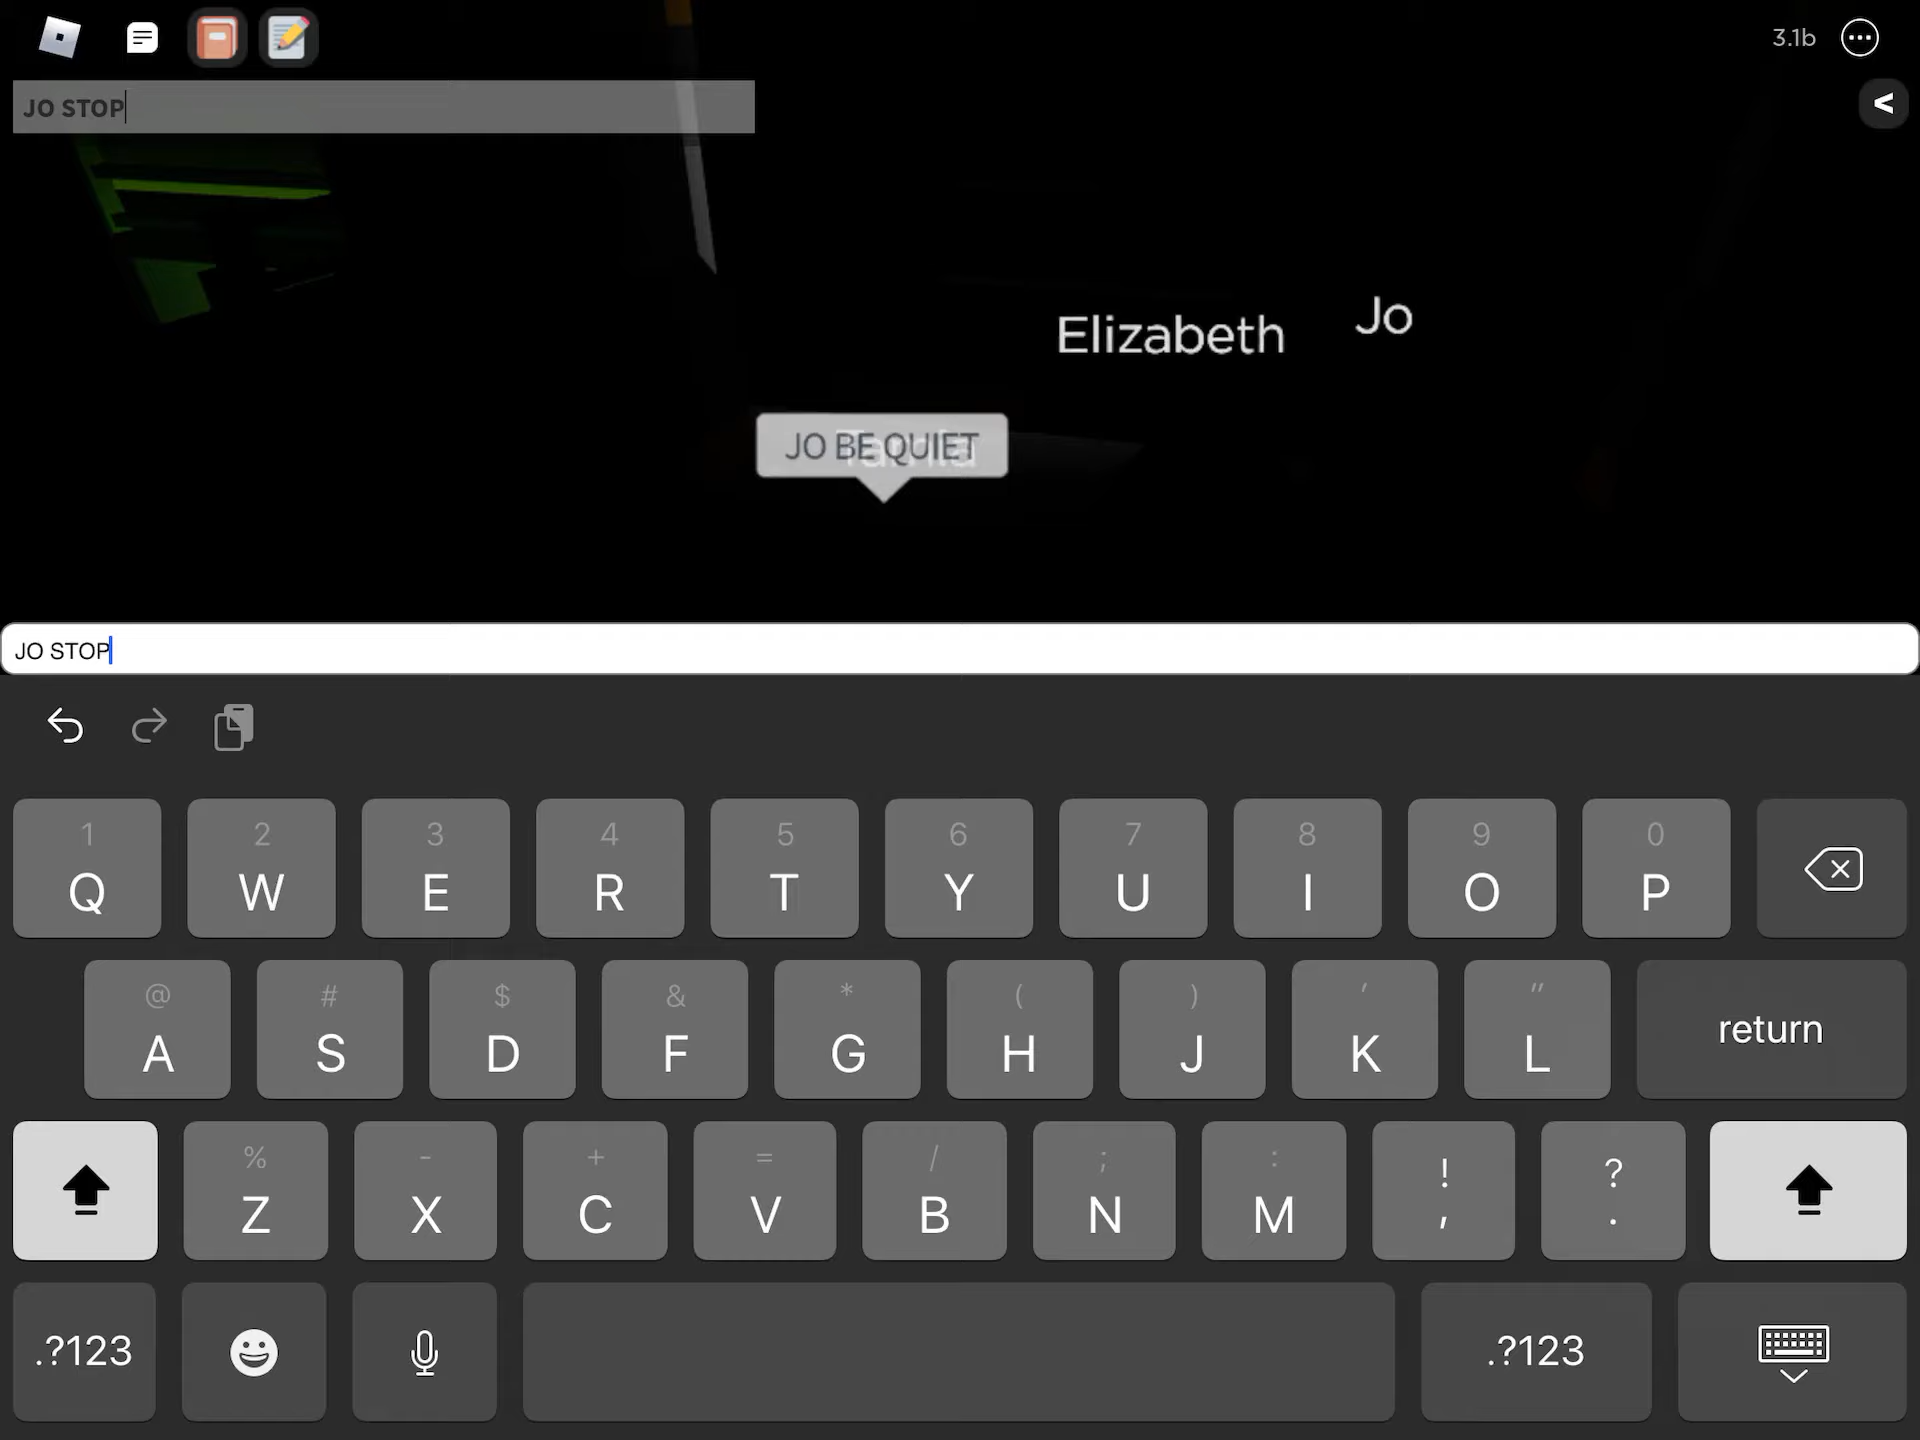 3.1b
JO STOP
<
Elizabeth
Jo
JO BE QUIET
JO STOP
1 2 3 4 5 6 7 8 9 0
Q W E R T Y U I O P
@ # $ & * ( ) ' "
A S D F G H J K L return
% - + = / ; : ! ?
Z X C V B N M , .
.?123 .?123